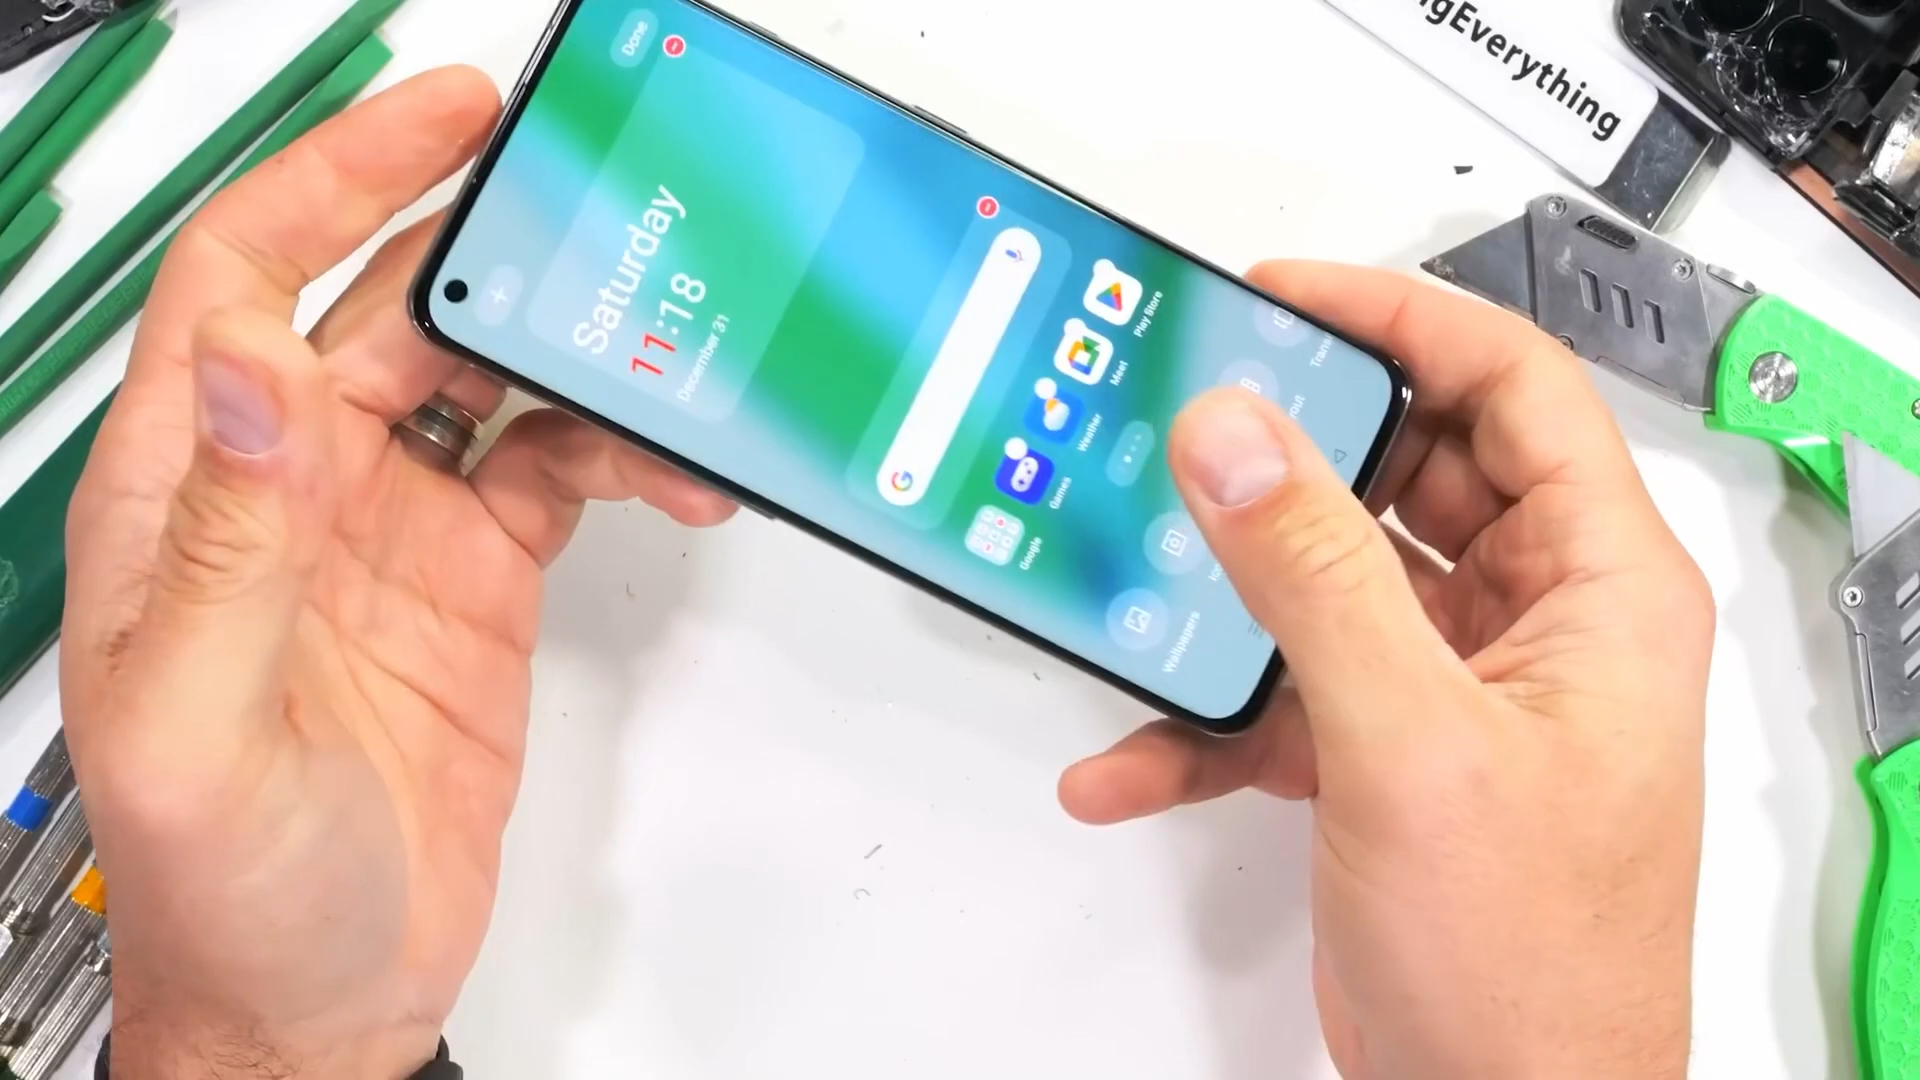 gEverything
Done
Saturday
11:18
December 31
Play Store
Meet
Weather
Games
Google
Wallpapers